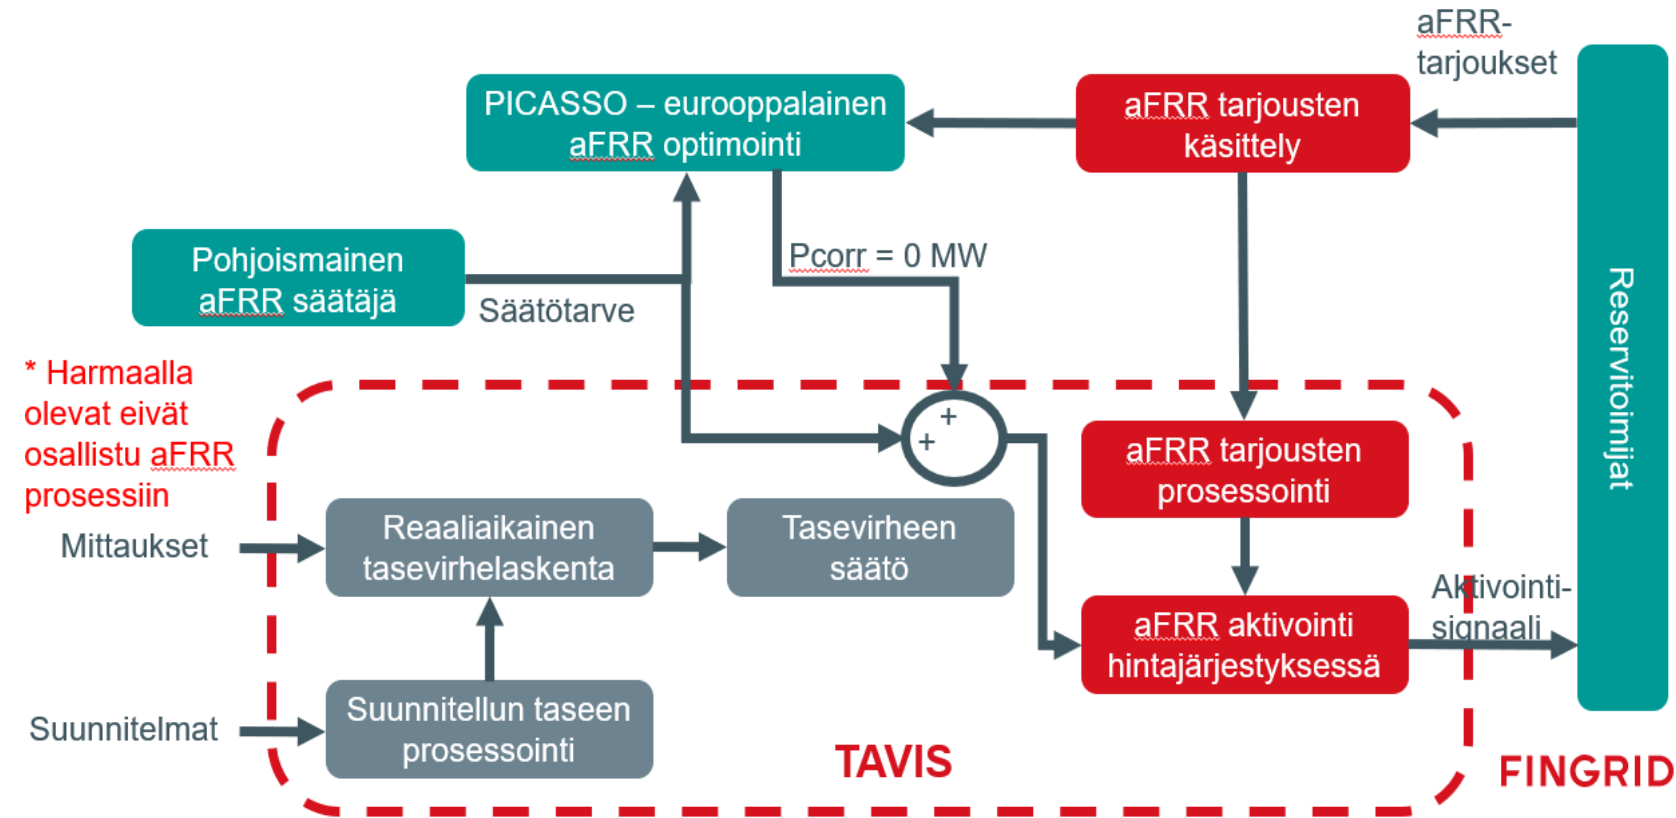 aFRR-
tarjoukset
PICASSO – eurooppalainen
aFRR optimointi
aFRR tarjousten
käsittely
Pohjoismainen
aFRR säätäjä
Säätötarve
Pcorr = 0 MW
Reservitoimijat
* Harmaalla
olevat eivät
osallistu aFRR
prosessiin
+
+
aFRR tarjousten
prosessointi
Mittaukset
Reaaliaikainen
tasevirhelaskenta
Tasevirheen
säätö
Aktivointi-
signaali
aFRR aktivointi
hintajärjestyksessä
Suunnitelmat
Suunnitellun taseen
prosessointi
TAVIS
FINGRID